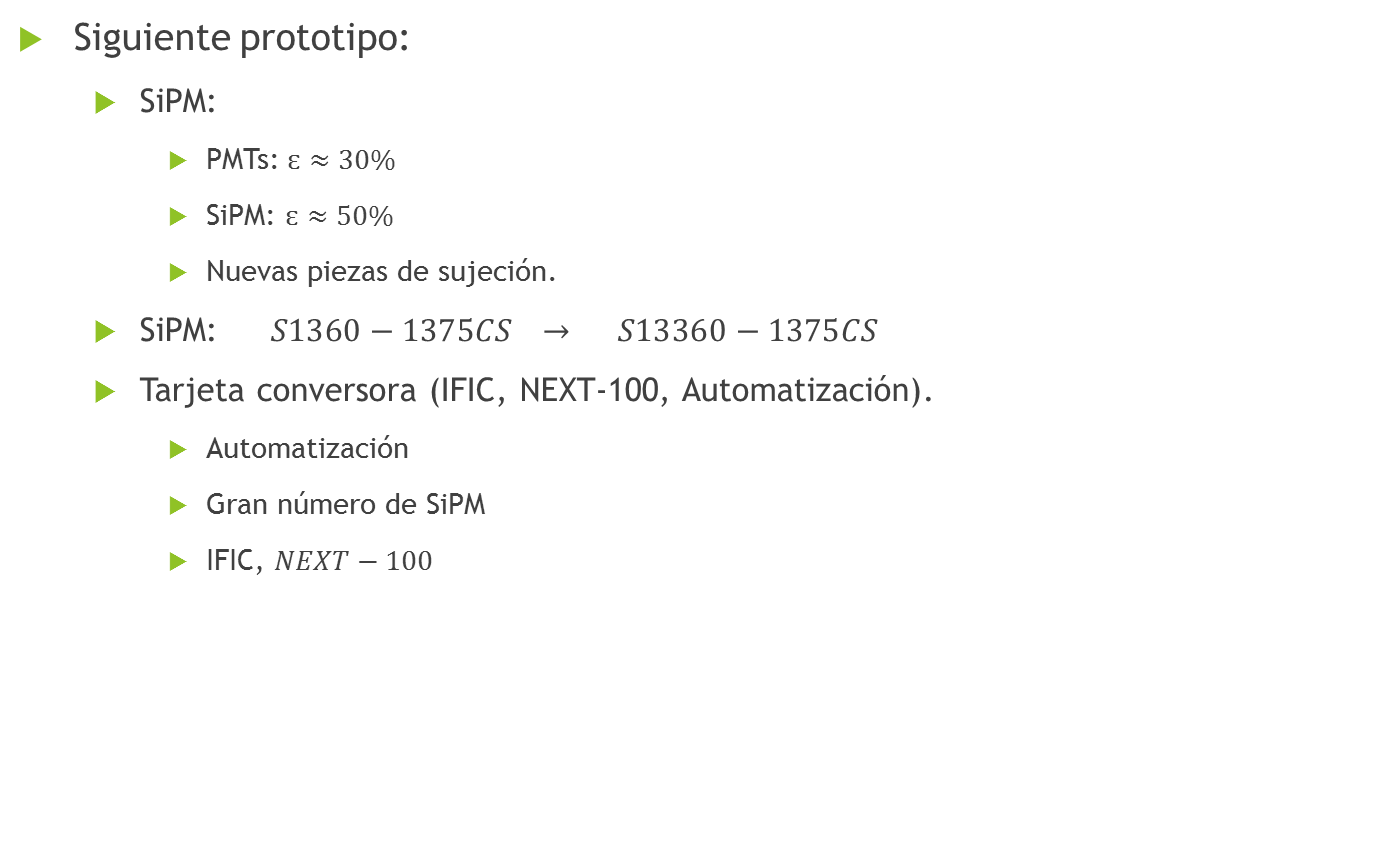 Siguiente prototipo:
SiPM:
PMTs: ε ≈ 30%
SiPM: ε ≈ 50%
Nuevas piezas de sujeción.
SiPM: S1360 − 1375CS → S13360 − 1375CS
Tarjeta conversora (IFIC, NEXT-100, Automatización).
Automatización
Gran número de SiPM
IFIC, NEXT − 100